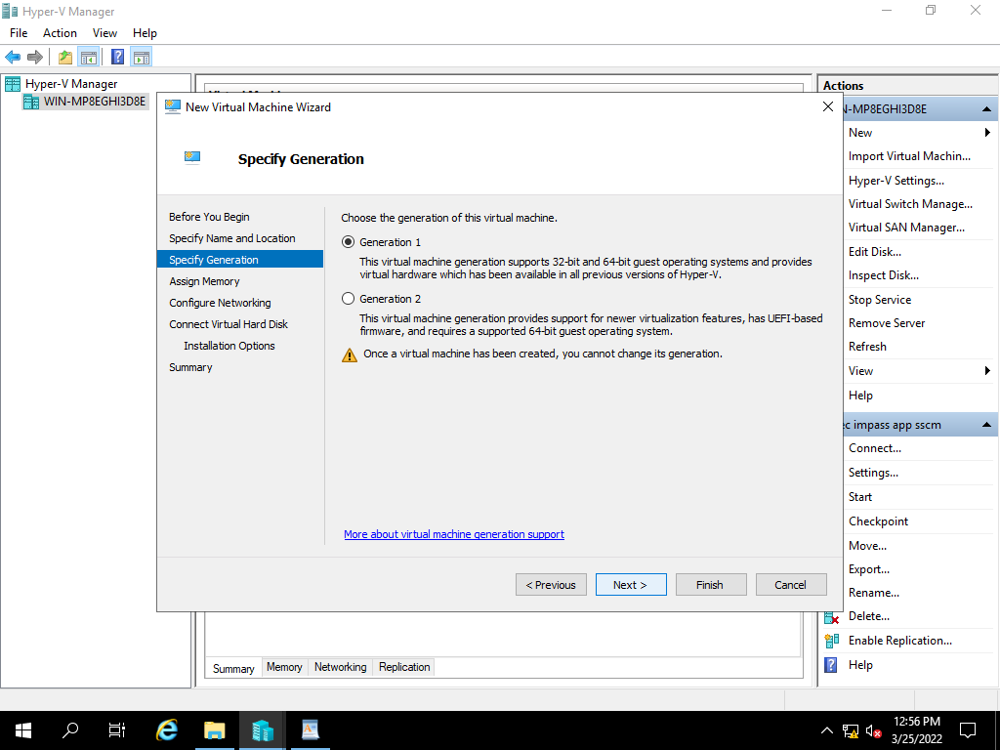 Hyper-V Manager
File Action View Help
Hyper-V Manager
WIN-MP8EGHI3D8E
New Virtual Machine Wizard
Specify Generation
Before You Begin
Specify Name and Location
Specify Generation
Assign Memory
Configure Networking
Connect Virtual Hard Disk
Installation Options
Summary
Choose the generation of this virtual machine.
Generation 1
This virtual machine generation supports 32-bit and 64-bit guest operating systems and provides
virtual hardware which has been available in all previous versions of Hyper-V.
Generation 2
This virtual machine generation provides support for newer virtualization features, has UEFI-based
firmware, and requires a supported 64-bit guest operating system.
Once a virtual machine has been created, you cannot change its generation.
More about virtual machine generation support
< Previous
Next >
Finish
Cancel
Summary Memory Networking Replication
Actions
N-MP8EGHI3D8E
New
Import Virtual Machin...
Hyper-V Settings...
Virtual Switch Manage...
Virtual SAN Manager...
Edit Disk...
Inspect Disk...
Stop Service
Remove Server
Refresh
View
Help
ec impass app sscm
Connect...
Settings...
Start
Checkpoint
Move...
Export...
Rename...
Delete...
Enable Replication...
Help
12:56 PM
3/25/2022